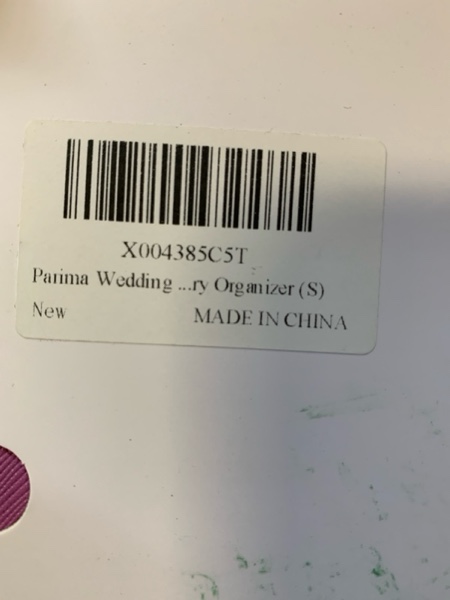 X004385C5T
Parima Wedding ...ry Organizer (S)
New
MADE IN CHINA